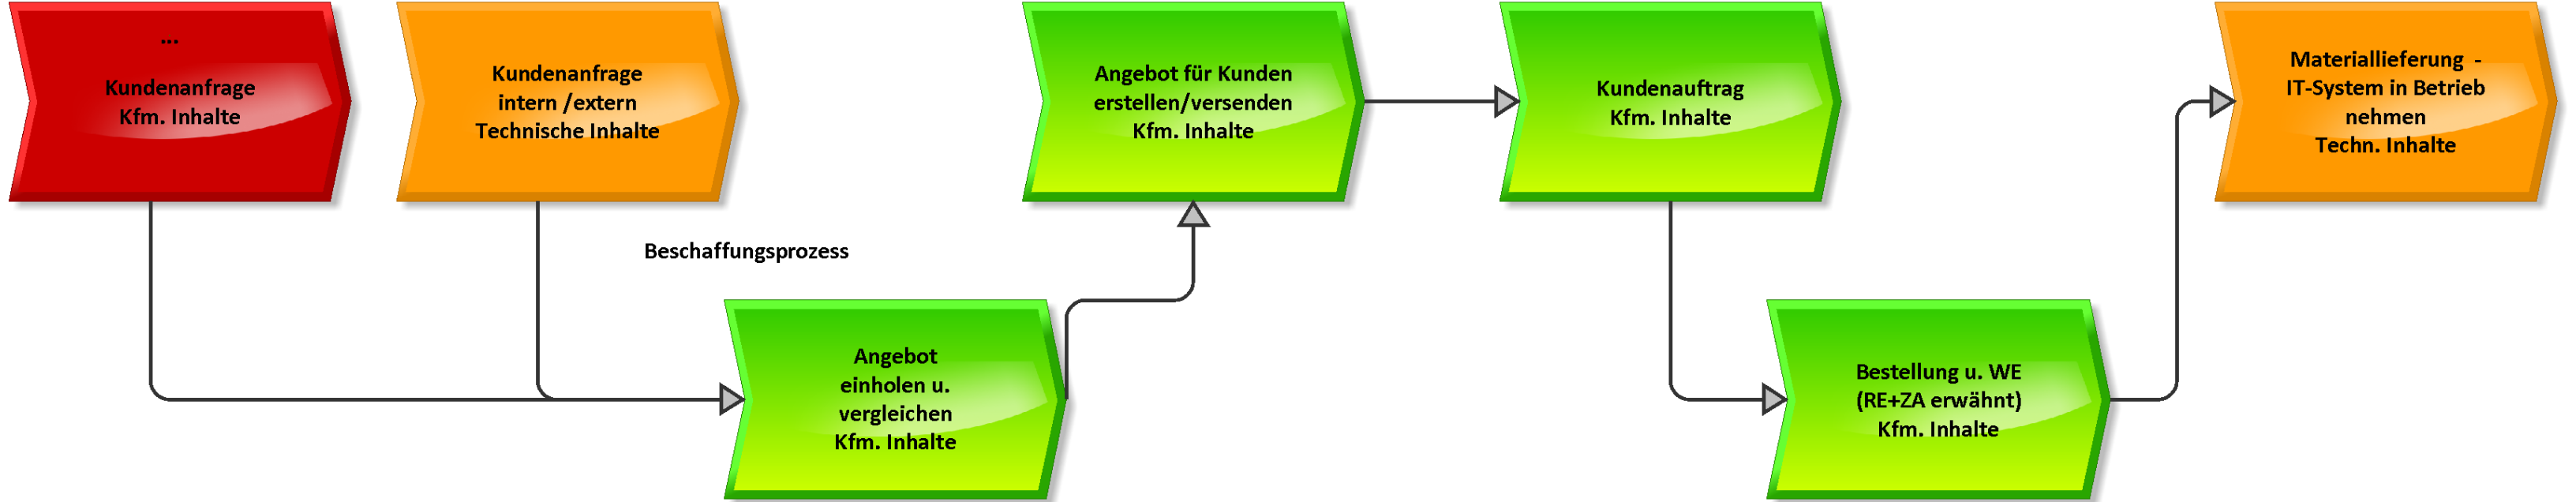 ...
Kundenanfrage
Kfm. Inhalte
Kundenanfrage
intern /extern
Technische Inhalte
Beschaffungsprozess
Angebot
einholen u.
vergleichen
Kfm. Inhalte
Angebot für Kunden
erstellen/versenden
Kfm. Inhalte
Kundenauftrag
Kfm. Inhalte
Bestellung u. WE
(RE+ZA erwähnt)
Kfm. Inhalte
Materiallieferung -
IT-System in Betrieb
nehmen
Techn. Inhalte